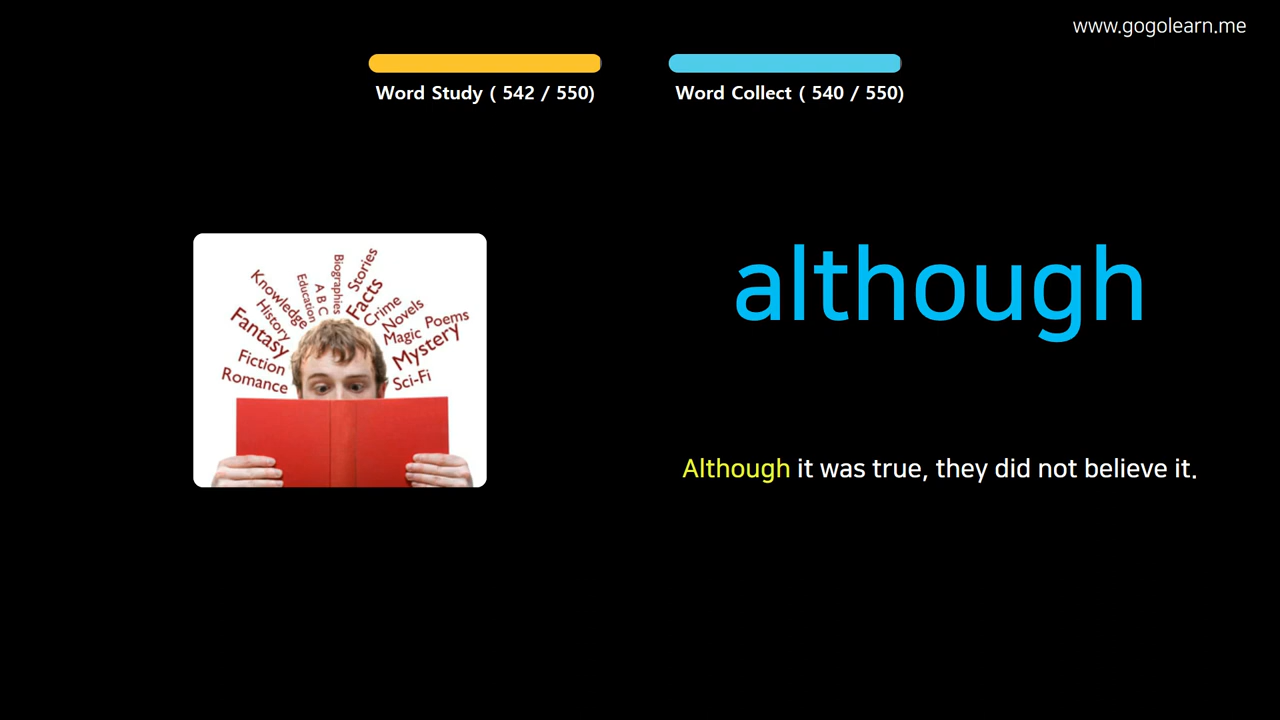 www.gogolearn.me
Word Study ( 542 / 550)
Word Collect ( 540 / 550)
although
Although it was true, they did not believe it.
Biographies
Stories
Knowledge
Education
A B C
Facts
History
Crime
Novels
Fantasy
Magic
Poems
Fiction
Mystery
Romance
Sci-Fi